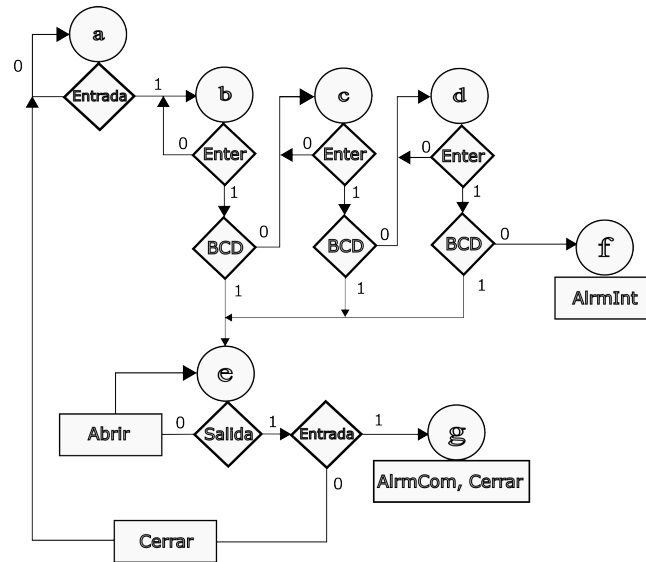 a
0
Entrada
1
b
c
d
0
Enter
0
Enter
0
Enter
1
1
1
BCD
0
BCD
0
BCD
0
f
AlrmInt
1
1
1
e
Abrir
0
Salida
1
Entrada
1
g
AlrmCom, Cerrar
0
Cerrar